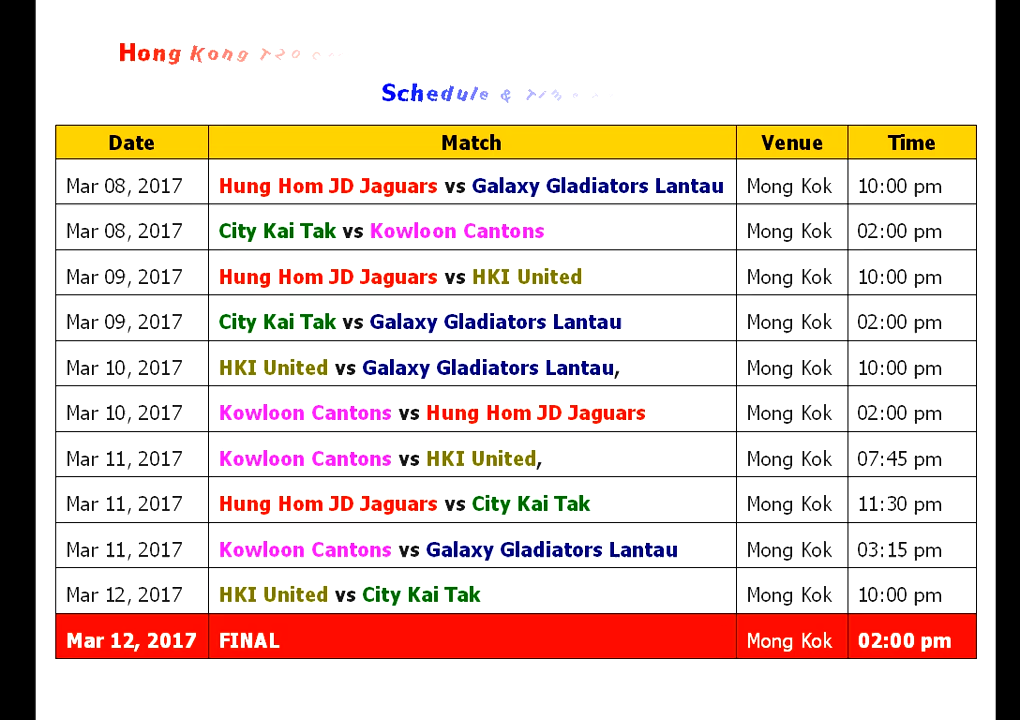 Hong Kong T20
Schedule &
Date Match Venue Time
Mar 08, 2017 Hung Hom JD Jaguars vs Galaxy Gladiators Lantau Mong Kok 10:00 pm
Mar 08, 2017 City Kai Tak vs Kowloon Cantons Mong Kok 02:00 pm
Mar 09, 2017 Hung Hom JD Jaguars vs HKI United Mong Kok 10:00 pm
Mar 09, 2017 City Kai Tak vs Galaxy Gladiators Lantau Mong Kok 02:00 pm
Mar 10, 2017 HKI United vs Galaxy Gladiators Lantau, Mong Kok 10:00 pm
Mar 10, 2017 Kowloon Cantons vs Hung Hom JD Jaguars Mong Kok 02:00 pm
Mar 11, 2017 Kowloon Cantons vs HKI United, Mong Kok 07:45 pm
Mar 11, 2017 Hung Hom JD Jaguars vs City Kai Tak Mong Kok 11:30 pm
Mar 11, 2017 Kowloon Cantons vs Galaxy Gladiators Lantau Mong Kok 03:15 pm
Mar 12, 2017 HKI United vs City Kai Tak Mong Kok 10:00 pm
Mar 12, 2017 FINAL Mong Kok 02:00 pm